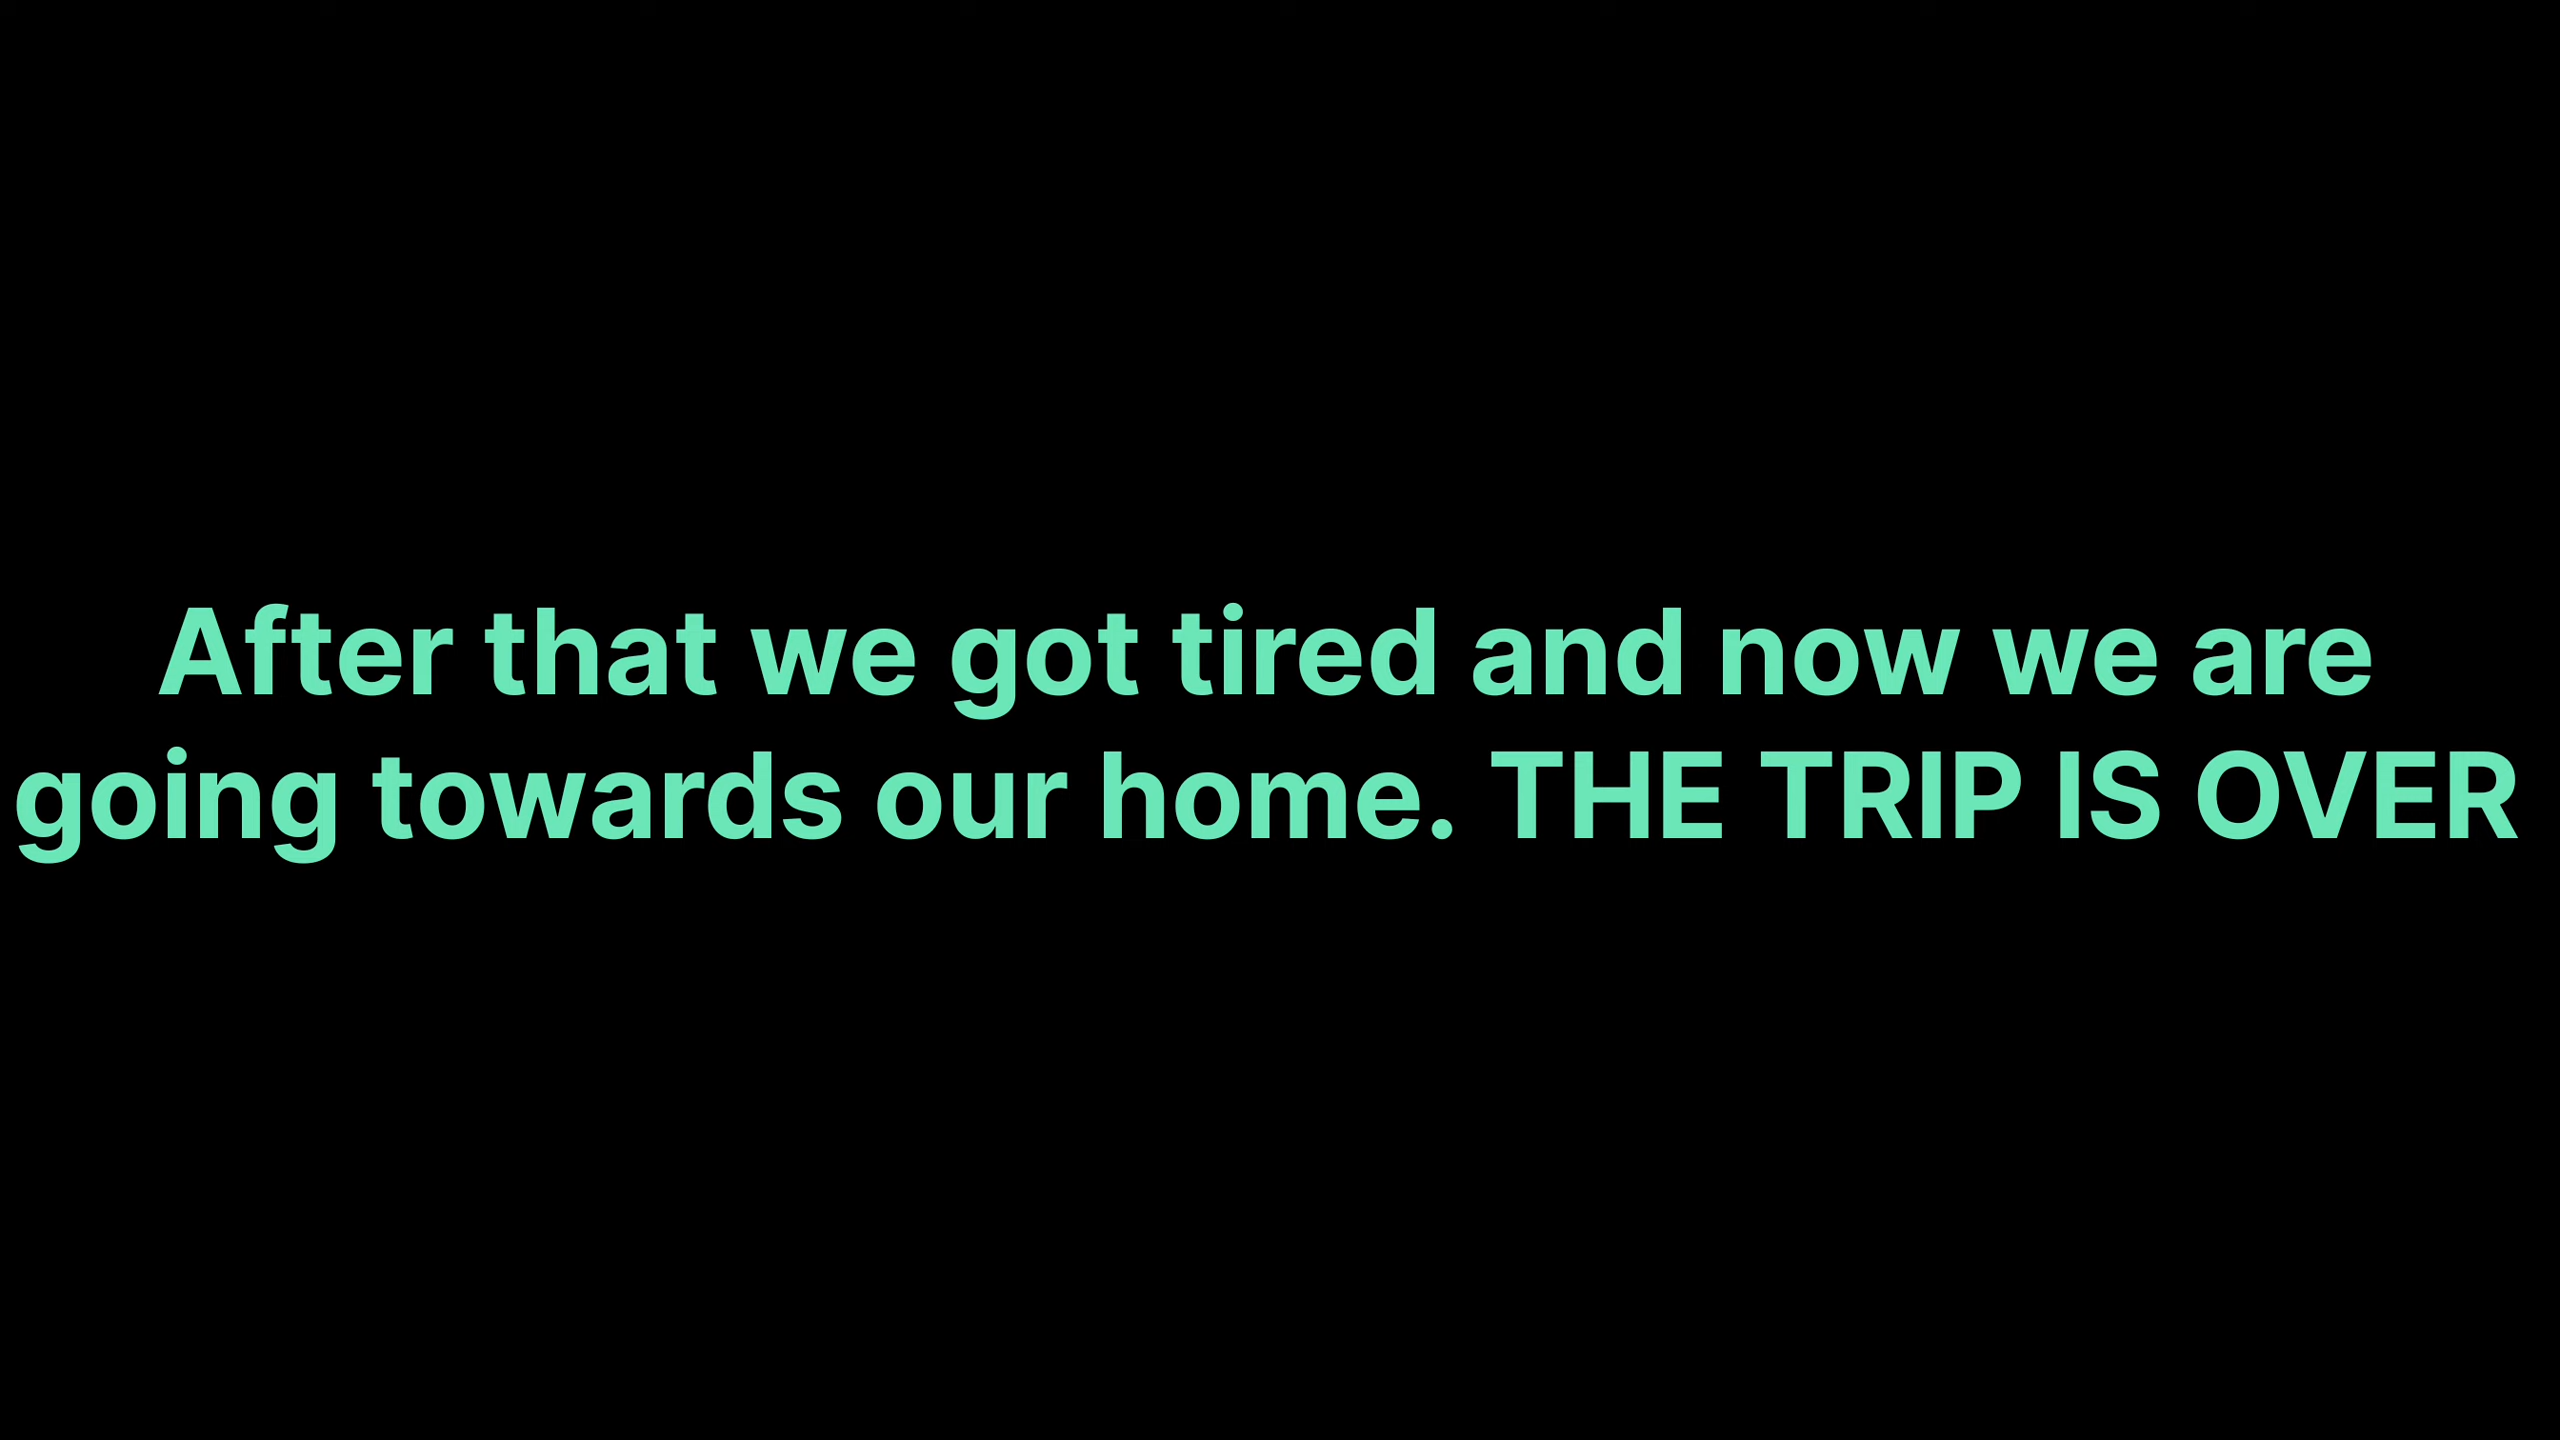 After that we got tired and now we are
going towards our home. THE TRIP IS OVER